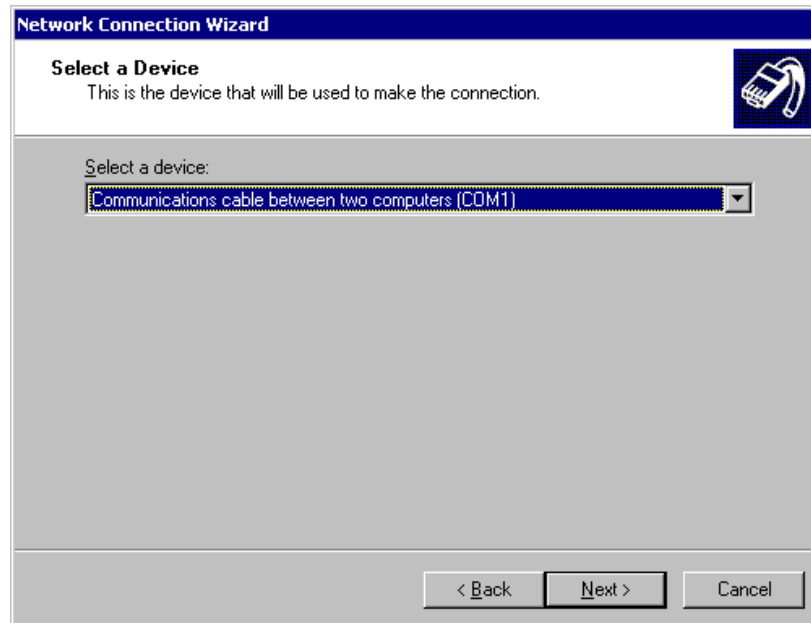 Network Connection Wizard
Select a Device
This is the device that will be used to make the connection.
Select a device:
Communications cable between two computers (COM1)
< Back
Next >
Cancel